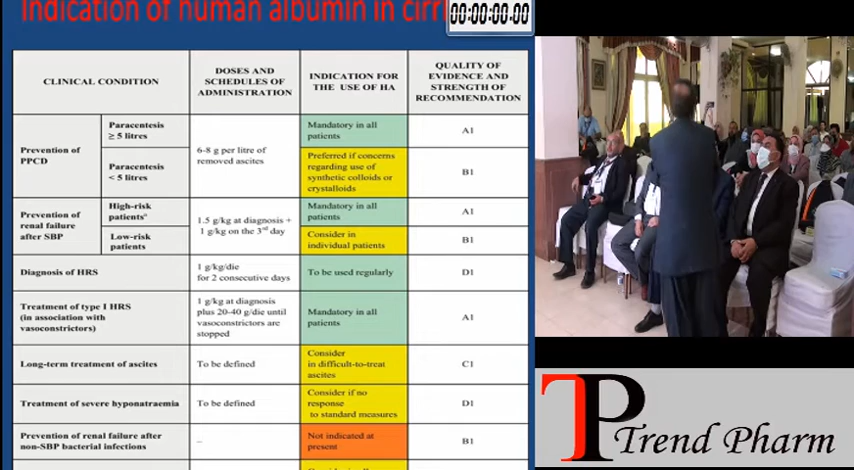 Indication of human albumin in cirr
00:00:00.00
CLINICAL CONDITION
DOSES AND
SCHEDULES OF
ADMINISTRATION
INDICATION FOR
THE USE OF HA
QUALITY OF
EVIDENCE AND
STRENGTH OF
RECOMMENDATION
Prevention of
PPCD
Paracentesis
≥ 5 litres
6-8 g per litre of
removed ascites
Mandatory in all
patients
A1
Paracentesis
< 5 litres
Preferred if concerns
regarding use of
synthetic colloids or
crystalloids
B1
Prevention of
renal failure
after SBP
High-risk
patients
1.5 g/kg at diagnosis +
1 g/kg on the 3rd day
Mandatory in all
patients
A1
Low-risk
patients
Consider in
individual patients
B1
Diagnosis of HRS
1 g/kg/die
for 2 consecutive days
To be used regularly
D1
Treatment of type I HRS
(in association with
vasoconstrictors)
1 g/kg at diagnosis
plus 20-40 g/die until
vasoconstrictors are
stopped
Mandatory in all
patients
A1
Long-term treatment of ascites
To be defined
Consider
in difficult-to-treat
ascites
C1
Treatment of severe hyponatraemia
To be defined
Consider if no
response
to standard measures
D1
Prevention of renal failure after
non-SBP bacterial infections
–
Not indicated at
present
B1
TP Trend Pharm